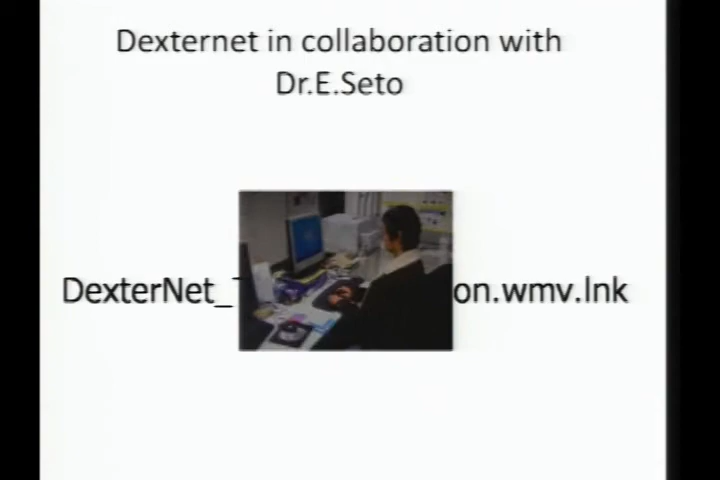 Dexternet in collaboration with
Dr.E.Seto
DexterNet_ on.wmv.lnk